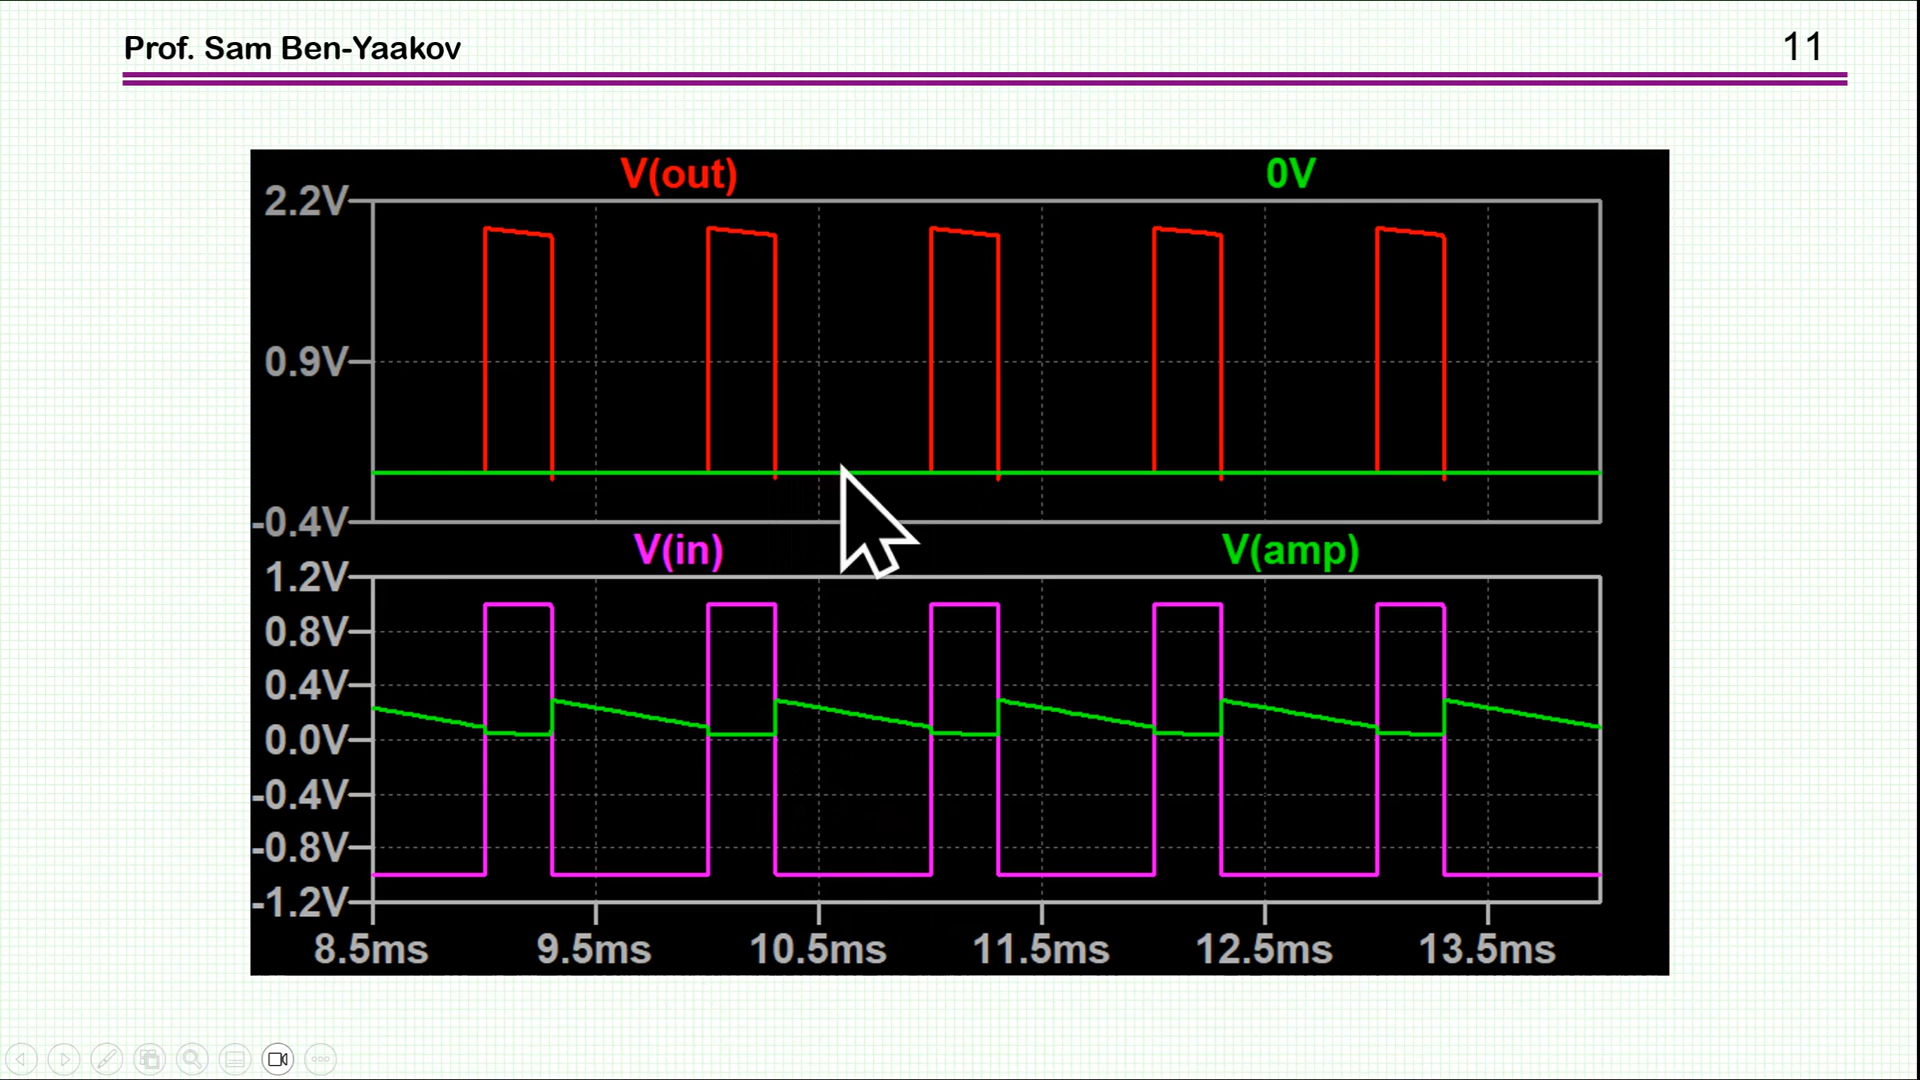 Prof. Sam Ben-Yaakov 11
V(out) 0V
2.2V
0.9V
-0.4V
V(in) V(amp)
1.2V
0.8V
0.4V
0.0V
-0.4V
-0.8V
-1.2V
8.5ms 9.5ms 10.5ms 11.5ms 12.5ms 13.5ms